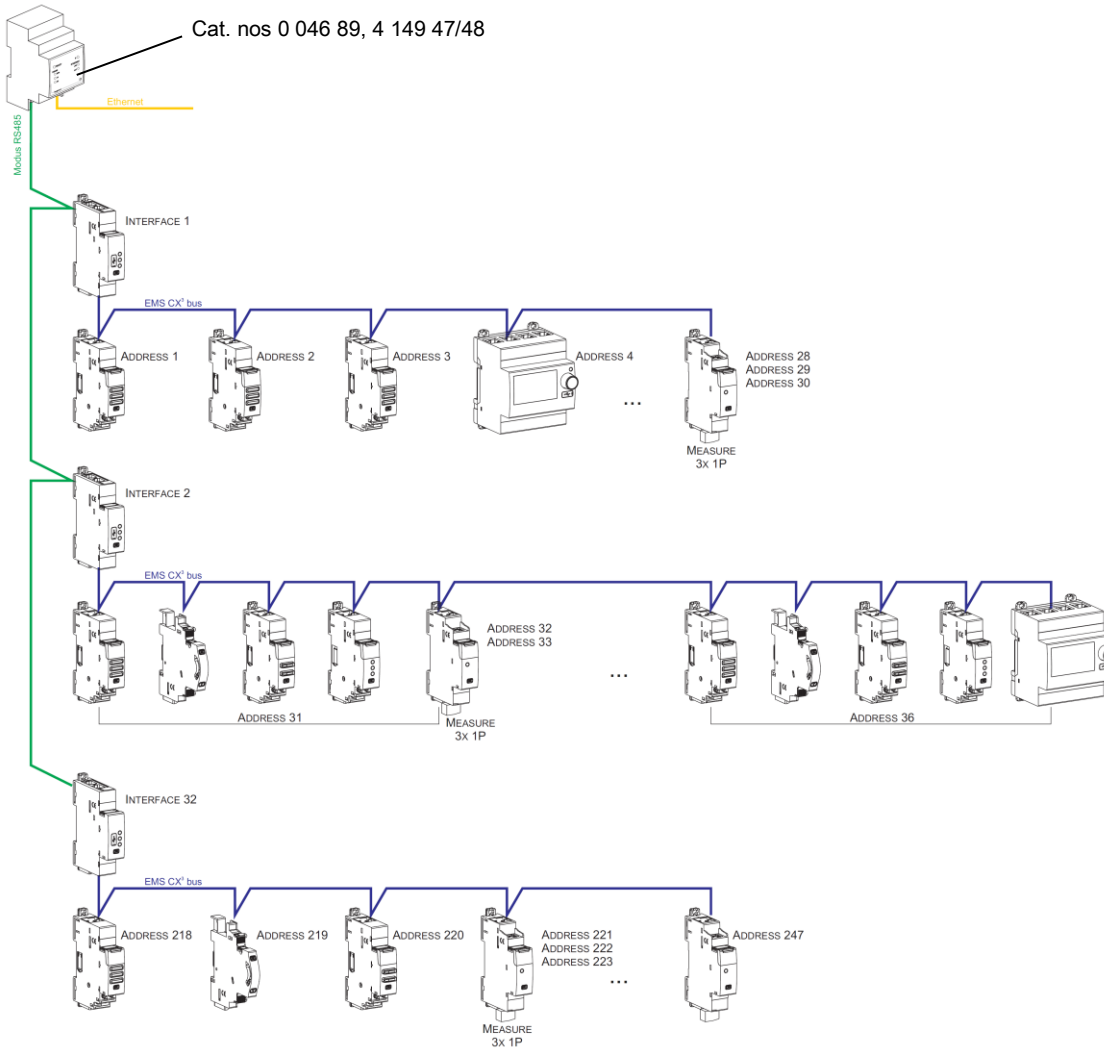 Cat. nos 0 046 89, 4 149 47/48
Ethernet
Modus RS485
INTERFACE 1
EMS CX³ bus
ADDRESS 1
ADDRESS 2
ADDRESS 3
ADDRESS 4
...
ADDRESS 28
ADDRESS 29
ADDRESS 30
MEASURE
3X 1P
INTERFACE 2
EMS CX³ bus
ADDRESS 32
ADDRESS 33
...
ADDRESS 31
MEASURE
3X 1P
ADDRESS 36
INTERFACE 32
EMS CX³ bus
ADDRESS 218
ADDRESS 219
ADDRESS 220
ADDRESS 221
ADDRESS 222
ADDRESS 223
...
ADDRESS 247
MEASURE
3X 1P